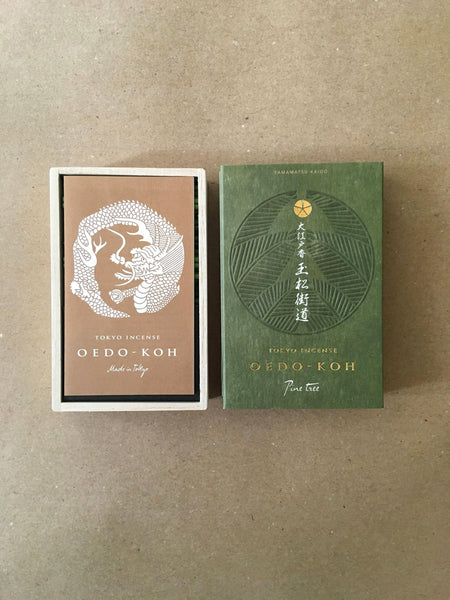 TOKYO INCENSE
OEDO-KOH
Made in Tokyo
TAMAMATSU KAIDO
大江戸香
玉松街道
TOKYO INCENSE
OEDO-KOH
Pine tree